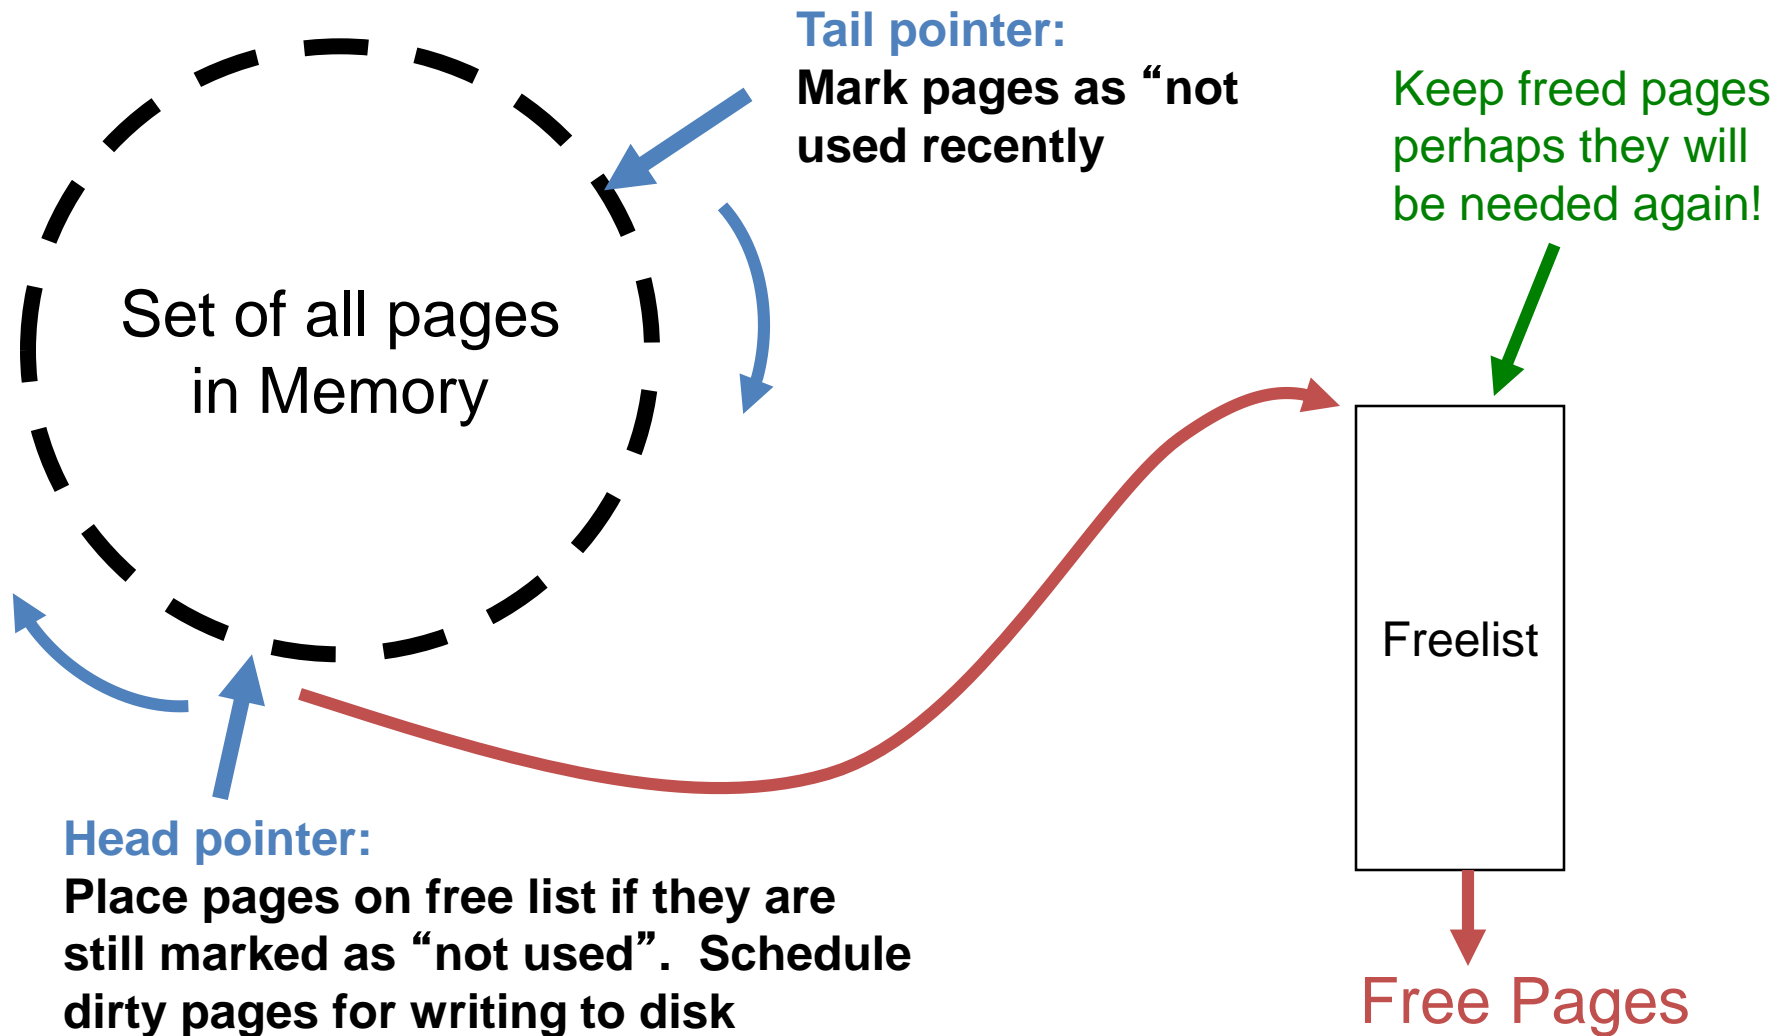 Tail pointer:
Mark pages as “not
used recently
Keep freed pages
perhaps they will
be needed again!
Set of all pages
in Memory
Freelist
Head pointer:
Place pages on free list if they are
still marked as “not used”.  Schedule
dirty pages for writing to disk
Free Pages